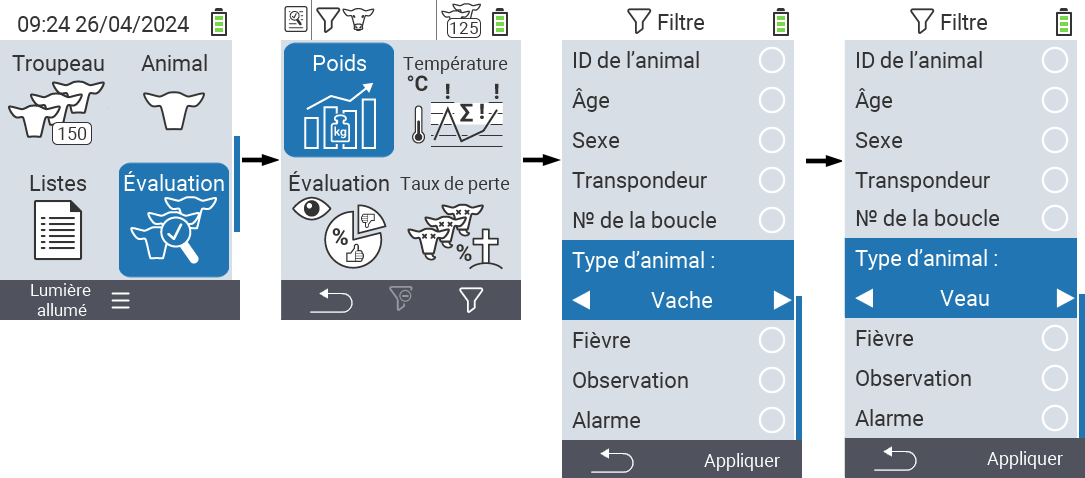 09:24 26/04/2024
Troupeau
Animal
150
Listes
Évaluation
Lumière
allumé
125
Poids
Température
°C
! !
Σ !
kg
Évaluation
Taux de perte
%
%
Filtre
ID de l'animal
Âge
Sexe
Transpondeur
Nº de la boucle
Type d'animal :
Vache
Fièvre
Observation
Alarme
Appliquer
Filtre
ID de l'animal
Âge
Sexe
Transpondeur
Nº de la boucle
Type d'animal :
Veau
Fièvre
Observation
Alarme
Appliquer